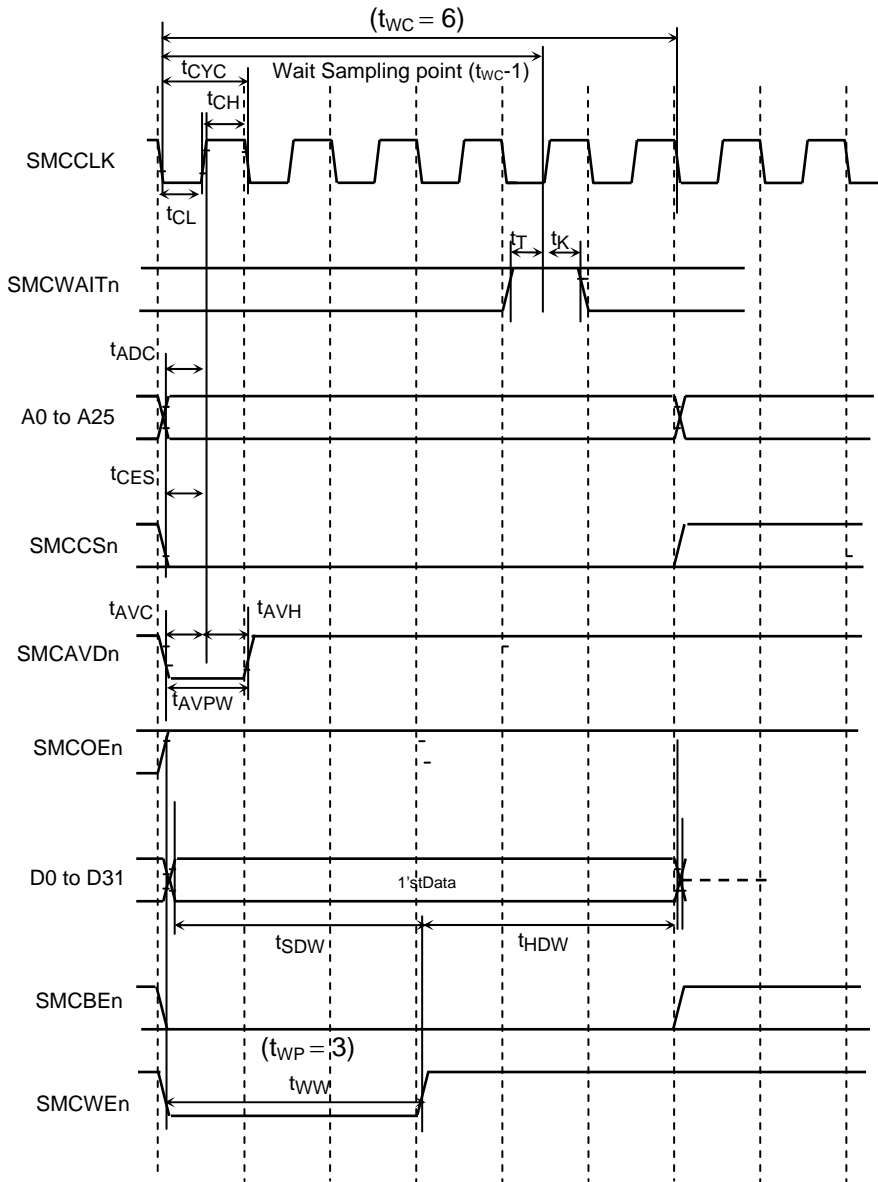 (tWC = 6)
Wait Sampling point (tWC-1)
tCYC
tCH
SMCCLK
tCL
tT
tK
SMCWAITn
tADC
A0 to A25
tCES
SMCCSn
tAVC
tAVH
SMCAVDn
tAVPW
SMCOEn
D0 to D31
1'stData
tSDW
tHDW
SMCBEn
(tWP = 3)
tWW
SMCWEn